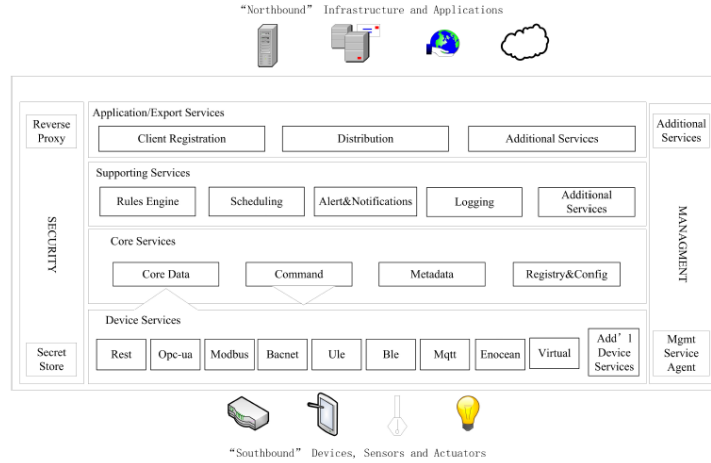 “Northbound” Infrastructure and Applications
Application/Export Services
Reverse
Proxy
Client Registration
Distribution
Additional Services
Additional
Services
Supporting Services
Rules Engine
Scheduling
Alert&Notifications
Logging
Additional
Services
SECURITY
MANAGMENT
Core Services
Core Data
Command
Metadata
Registry&Config
Device Services
Secret
Store
Rest
Opc-ua
Modbus
Bacnet
Ule
Ble
Mqtt
Enocean
Virtual
Add’l
Device
Services
Mgmt
Service
Agent
“Southbound” Devices, Sensors and Actuators